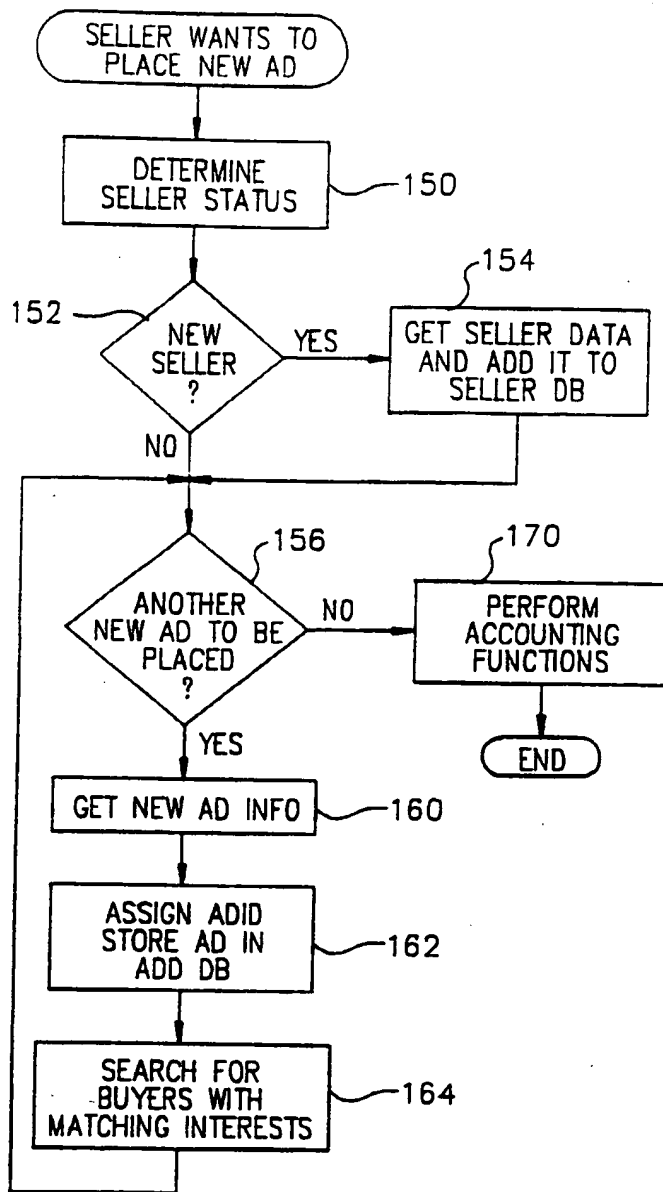 SELLER WANTS TO
PLACE NEW AD
DETERMINE
SELLER STATUS
150
152
NEW
SELLER
?
YES
NO
154
GET SELLER DATA
AND ADD IT TO
SELLER DB
156
ANOTHER
NEW AD TO BE
PLACED
?
NO
YES
170
PERFORM
ACCOUNTING
FUNCTIONS
END
GET NEW AD INFO
160
ASSIGN ADID
STORE AD IN
ADD DB
162
SEARCH FOR
BUYERS WITH
MATCHING INTERESTS
164